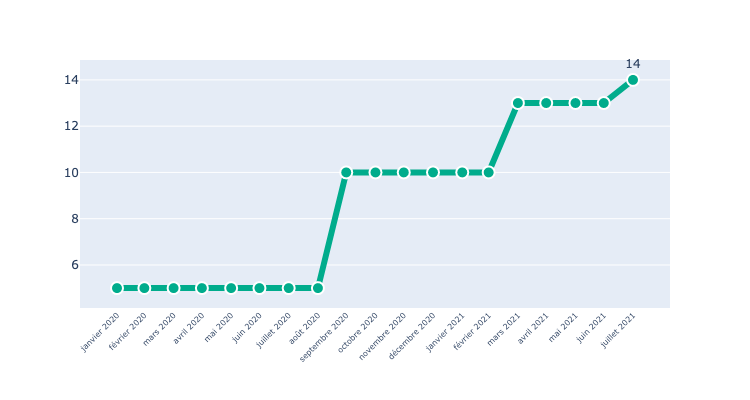 14
14
12
10
8
6
janvier 2020
février 2020
mars 2020
avril 2020
mai 2020
juin 2020
juillet 2020
août 2020
septembre 2020
octobre 2020
novembre 2020
décembre 2020
janvier 2021
février 2021
mars 2021
avril 2021
mai 2021
juin 2021
juillet 2021